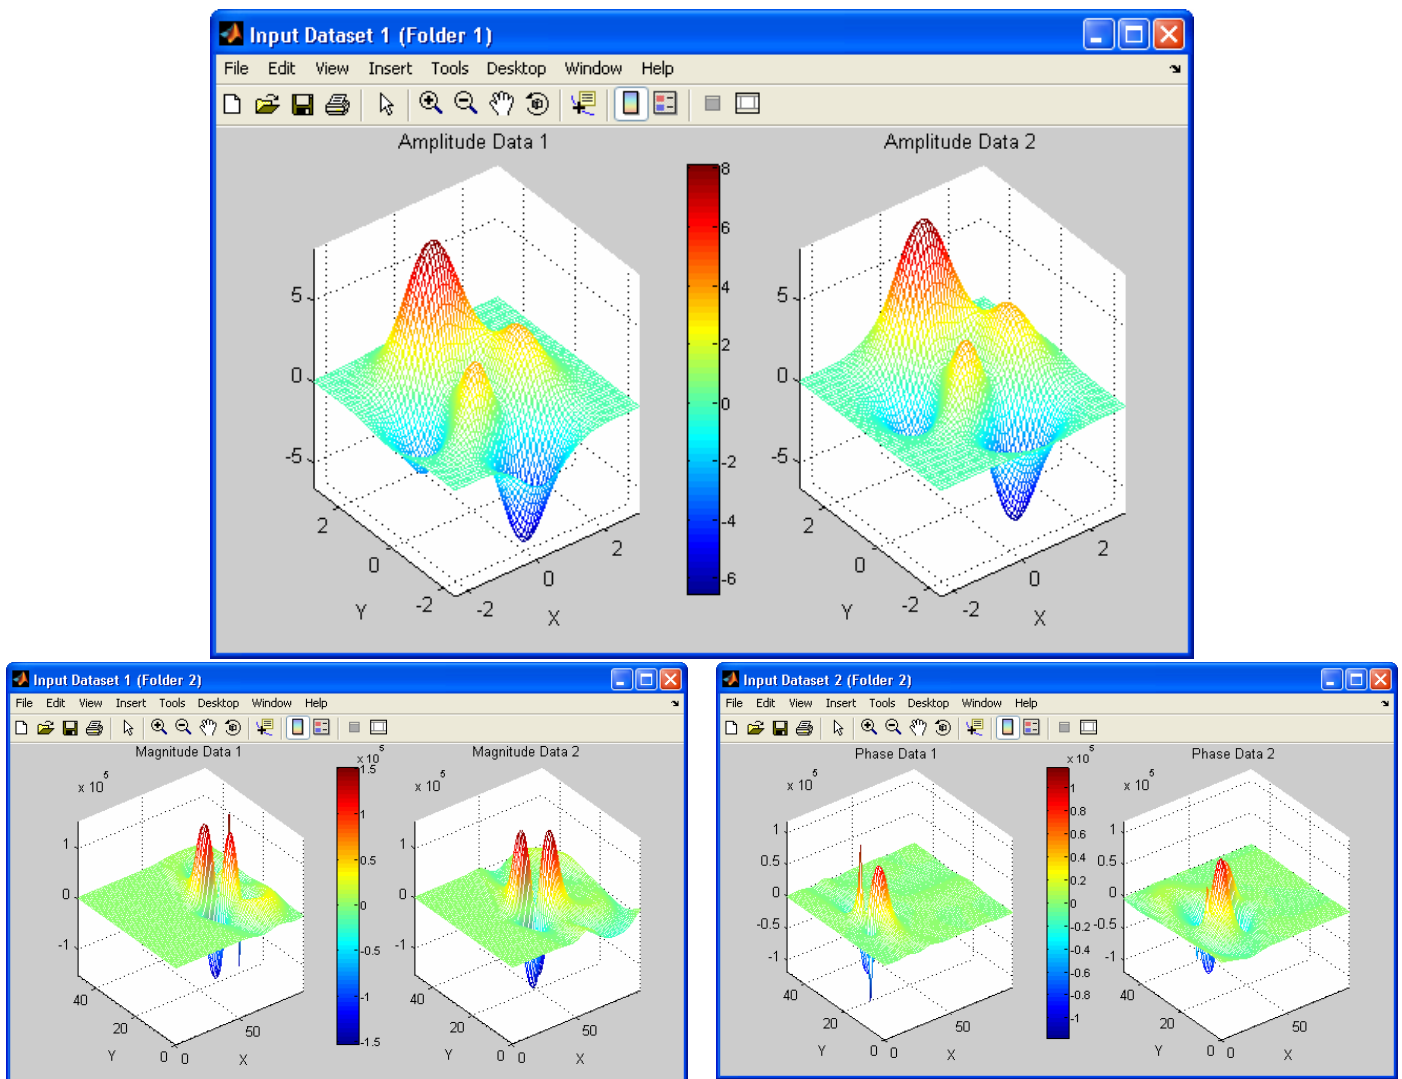 Input Dataset 1 (Folder 1)
File Edit View Insert Tools Desktop Window Help
Amplitude Data 1
Amplitude Data 2
5
0
-5
2
0
-2
Y
-2
0
2
X
8
6
4
2
0
-2
-4
-6
5
0
-5
2
0
-2
Y
-2
0
2
X
Input Dataset 1 (Folder 2)
File Edit View Insert Tools Desktop Window Help
Magnitude Data 1
Magnitude Data 2
x 10^5
1
0
-1
40
20
0
Y
0
50
X
x 10^5
1.5
1
0.5
0
-0.5
-1
-1.5
x 10^5
1
0
-1
40
20
0
Y
0
50
X
Input Dataset 2 (Folder 2)
File Edit View Insert Tools Desktop Window Help
Phase Data 1
Phase Data 2
x 10^5
1
0.5
0
-0.5
-1
40
20
0
Y
0
50
X
x 10^5
1
0.8
0.6
0.4
0.2
0
-0.2
-0.4
-0.6
-0.8
-1
x 10^5
1
0.5
0
-0.5
-1
40
20
0
Y
0
50
X